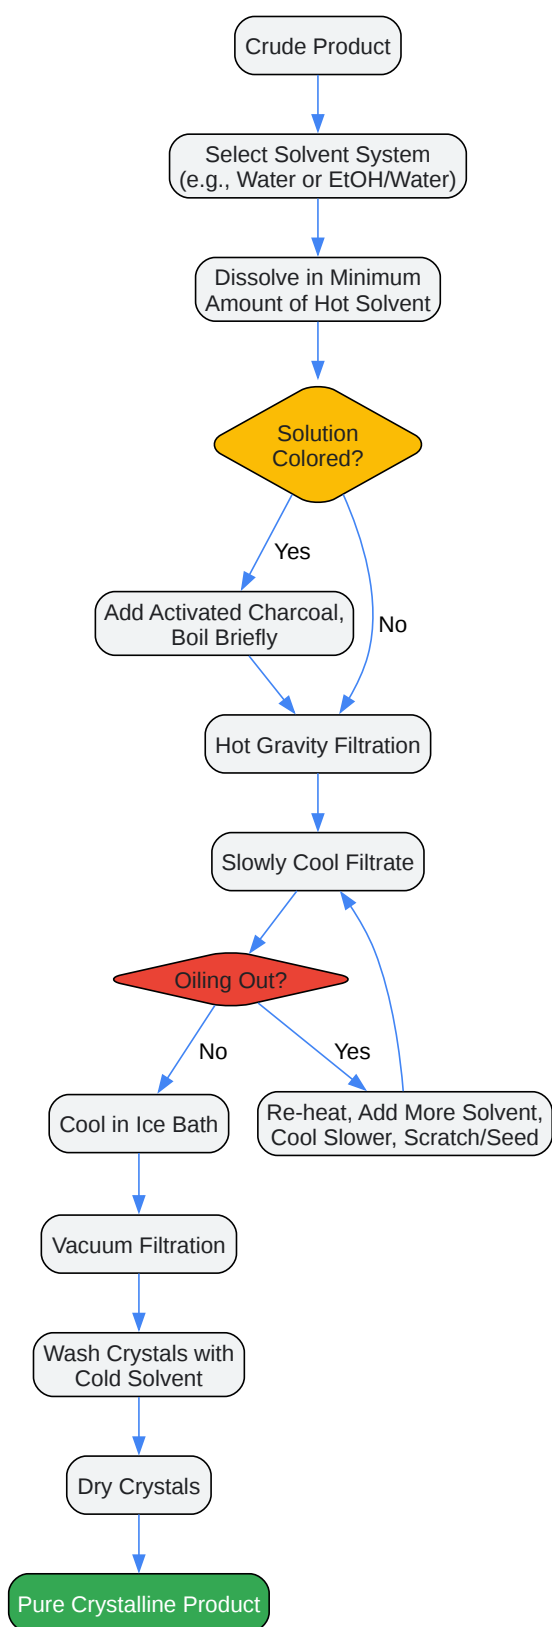 Crude Product
Select Solvent System
(e.g., Water or EtOH/Water)
Dissolve in Minimum
Amount of Hot Solvent
Solution
Colored?
Yes
Add Activated Charcoal,
Boil Briefly
No
Hot Gravity Filtration
Slowly Cool Filtrate
Oiling Out?
No
Yes
Cool in Ice Bath
Re-heat, Add More Solvent,
Cool Slower, Scratch/Seed
Vacuum Filtration
Wash Crystals with
Cold Solvent
Dry Crystals
Pure Crystalline Product